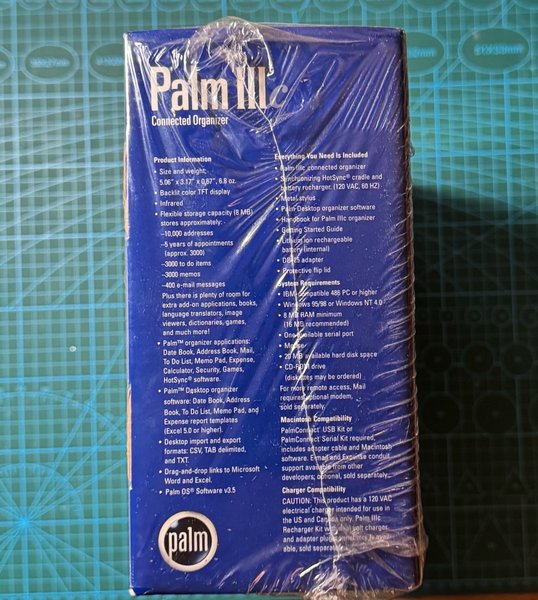 Palm IIIc
Connected Organizer
Product Information
• Size and weight:
5.06" x 3.17" x 0.67", 6.8 oz.
• Backlit color TFT display
• Infrared
• Flexible storage capacity (8 MB)
stores approximately:
–10,000 addresses
–5 years of appointments
(approx. 3000)
–3000 to do items
–3000 memos
–400 e-mail messages
Plus there is plenty of room for
extra add-on applications, books,
language translators, image
viewers, dictionaries, games,
and much more!
• Palm™ organizer applications:
Date Book, Address Book, Mail,
To Do List, Memo Pad, Expense,
Calculator, Security, Games,
HotSync® software.
• Palm™ Desktop organizer
software: Date Book, Address
Book, To Do List, Memo Pad, and
Expense report templates
(Excel 5.0 or higher).
• Desktop import and export
formats: CSV, TAB delimited,
and TXT.
• Drag-and-drop links to Microsoft
Word and Excel.
• Palm OS® Software v3.5
palm
Everything You Need Is Included
• Palm IIIc connected organizer
• Synchronizing HotSync® cradle and
battery recharger. (120 VAC, 60 HZ)
• Metal stylus
• Palm Desktop organizer software
• Handbook for Palm IIIc organizer
• Getting Started Guide
• Lithium ion rechargeable
battery (internal)
• DB-25 adapter
• Protective flip lid
System Requirements
• IBM-compatible 486 PC or higher
• Windows 95/98 or Windows NT 4.0
• 8 MB RAM minimum
(16 MB recommended)
• One available serial port
• Mouse
• 20 MB available hard disk space
• CD-ROM drive
(diskettes may be ordered)
For more remote access, Mail
requires optional modem,
sold separately.
Macintosh Compatibility
PalmConnect USB Kit or
PalmConnect Serial Kit required,
includes adapter cable and Macintosh
software. E-mail and Expense conduit
support available from other
developers; optional, sold separately.
Charger Compatibility
CAUTION: This product has a 120 VAC
electrical charger intended for use in
the US and Canada only. Palm IIIc
Recharger Kit with volt charger
and adapter plugs available,
sold separately